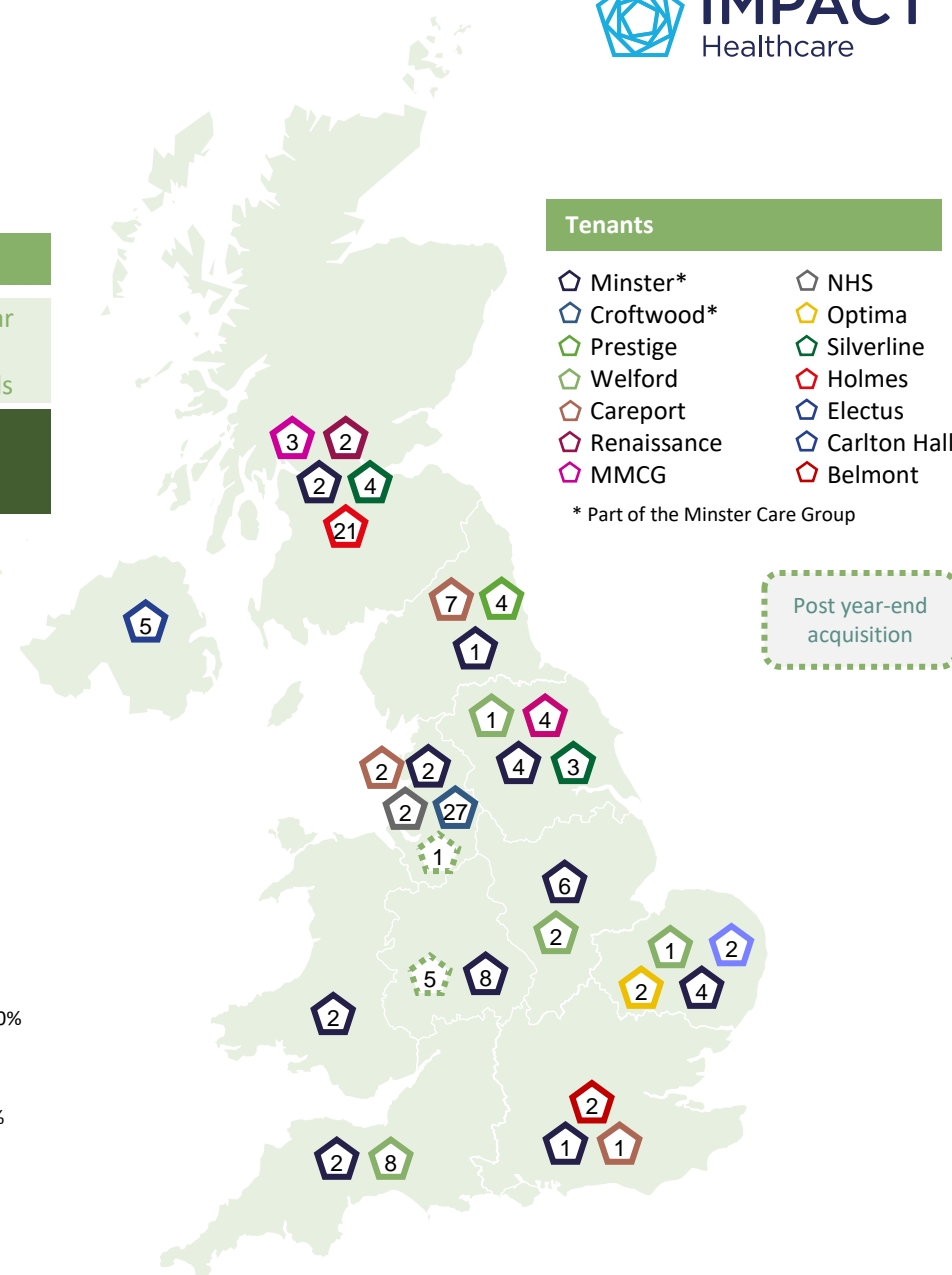 IMPACT
Healthcare
Tenants
Minster*
Croftwood*
Prestige
Welford
Careport
Renaissance
MMCG
NHS
Optima
Silverline
Holmes
Electus
Carlton Hall
Belmont
* Part of the Minster Care Group
Post year-end
acquisition
3 2
2 4
21
5
7 4
1
1 4
4 3
2 2
2 27
1
6
2
1 2
2 4
5 8
2
2
1 1
2 8
0%
%